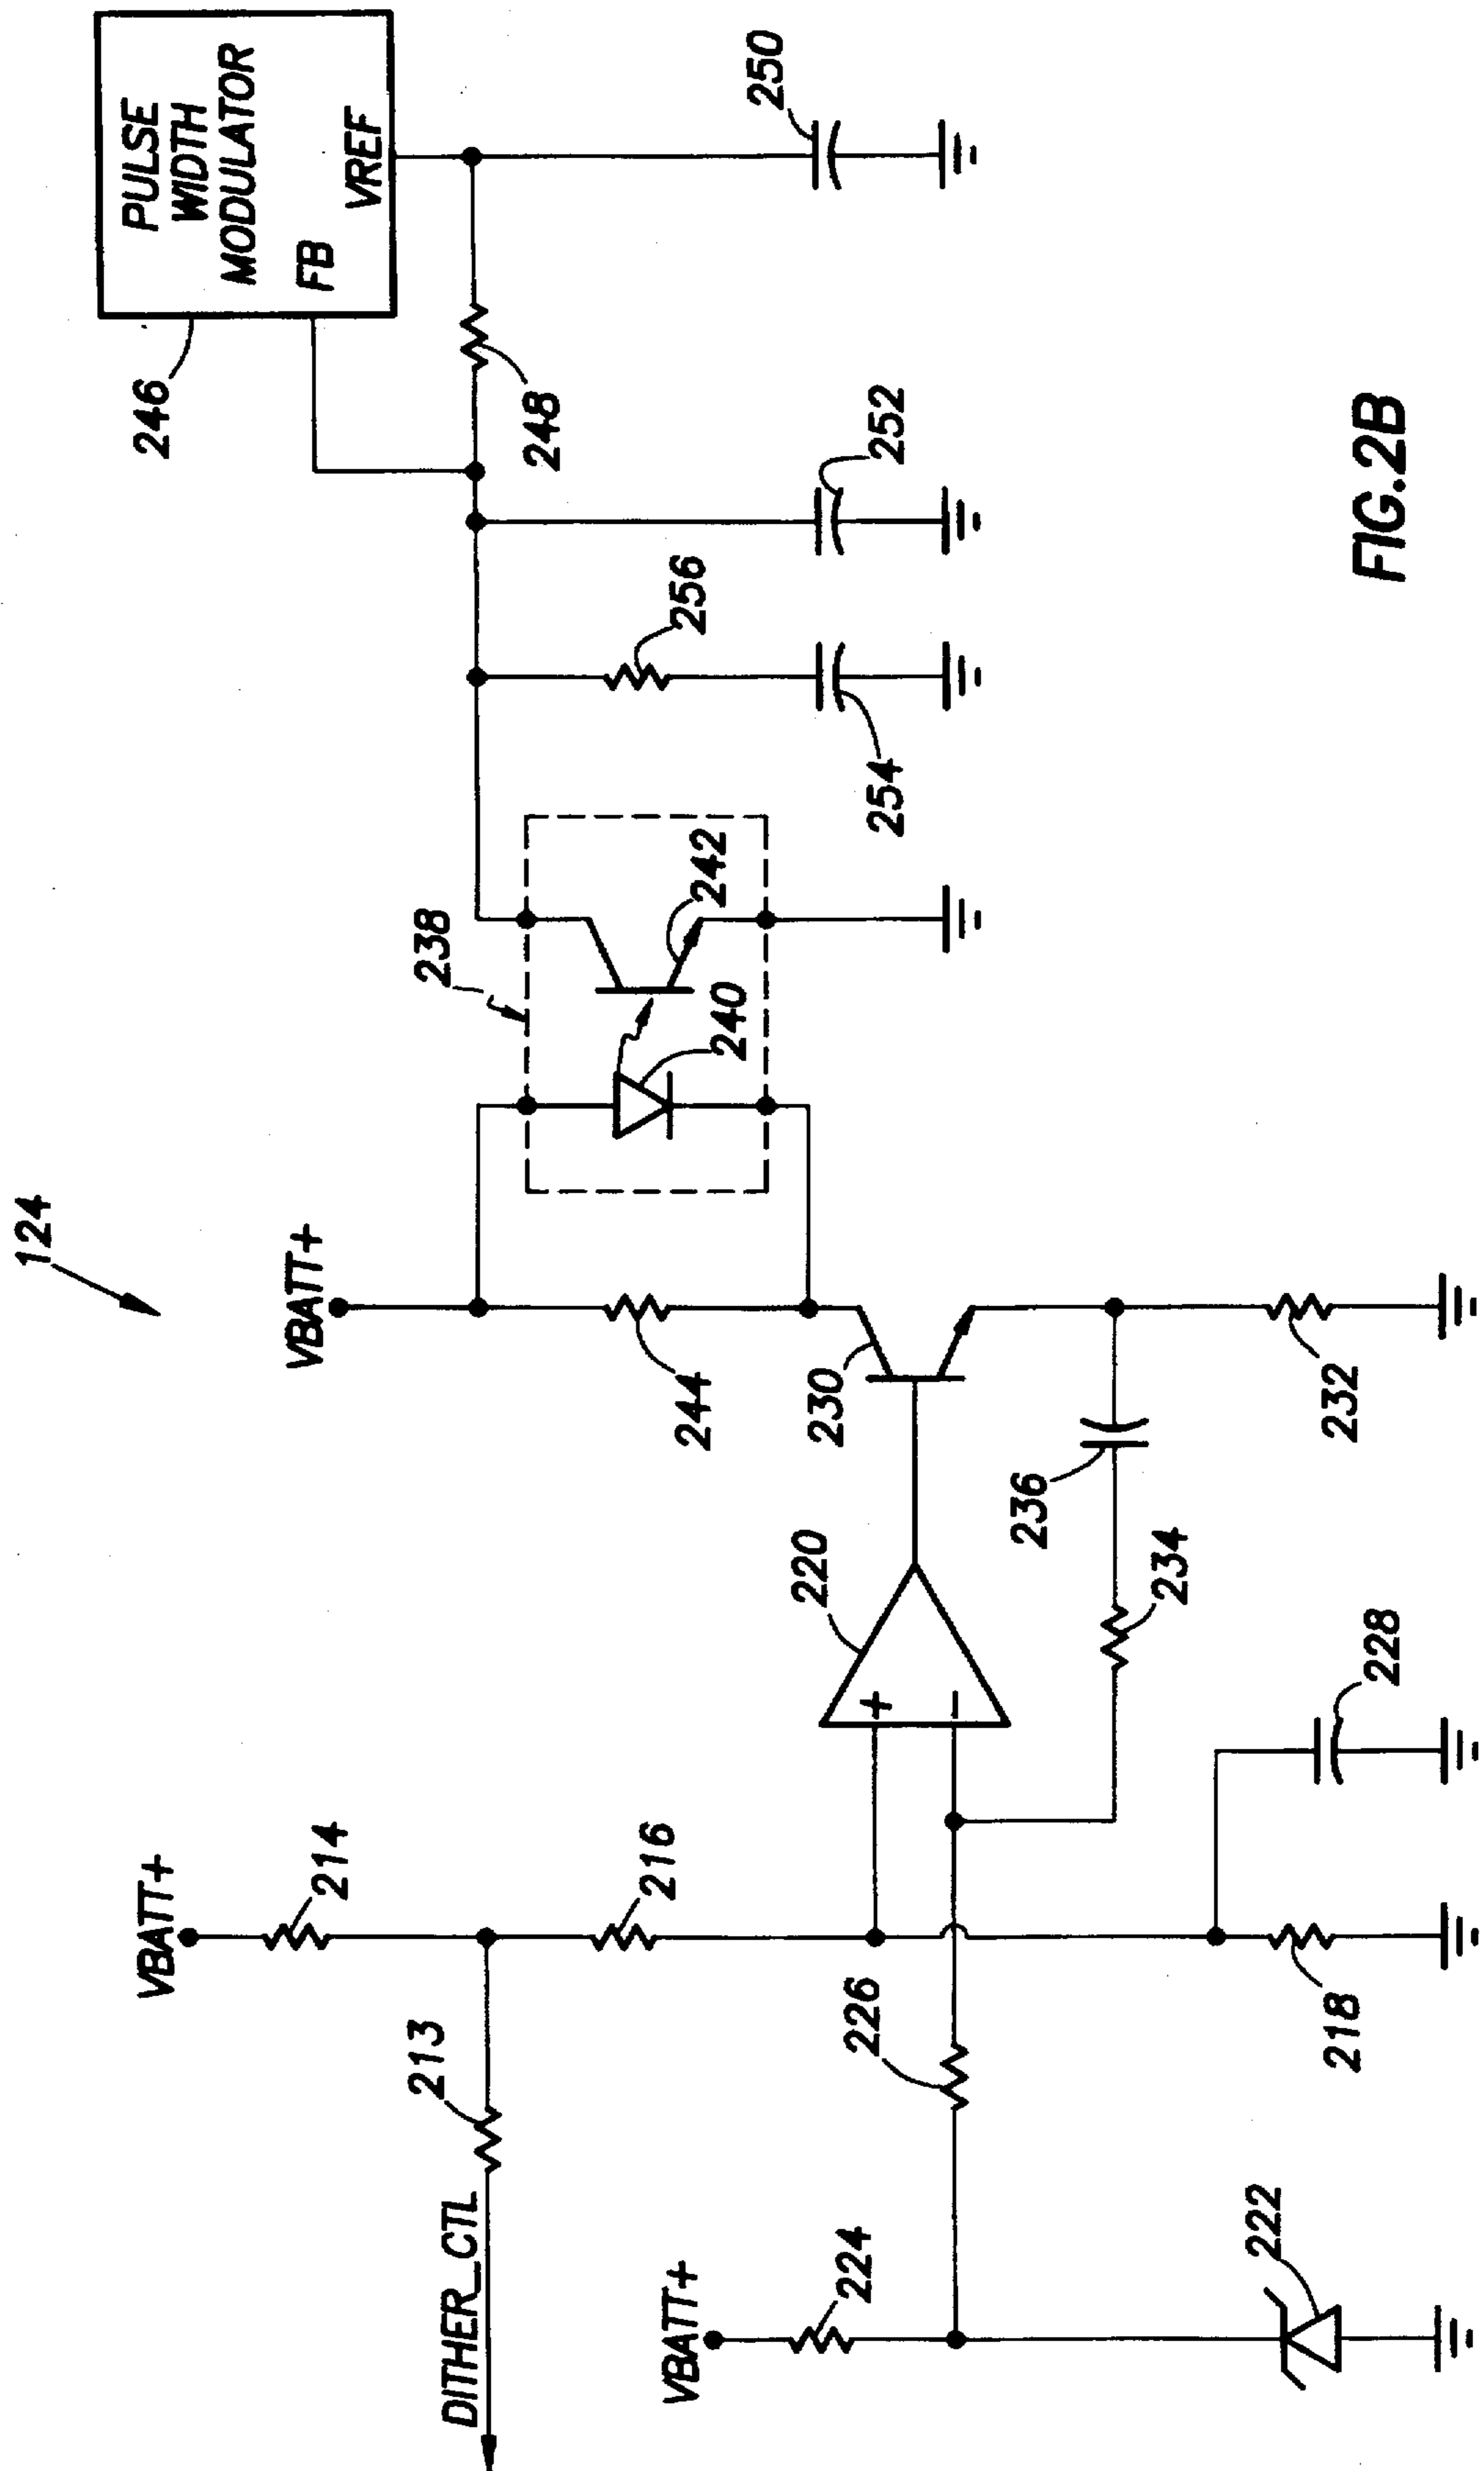 124
VBATT+
214
DITHER_CTL
213
216
VBATT+
224
226
222
218
228
220
234
236
VBATT+
244
230
232
238
240
242
254
256
252
248
246
PULSE
WIDTH
MODULATOR
FB
VREF
250
+
−
FIG.2B